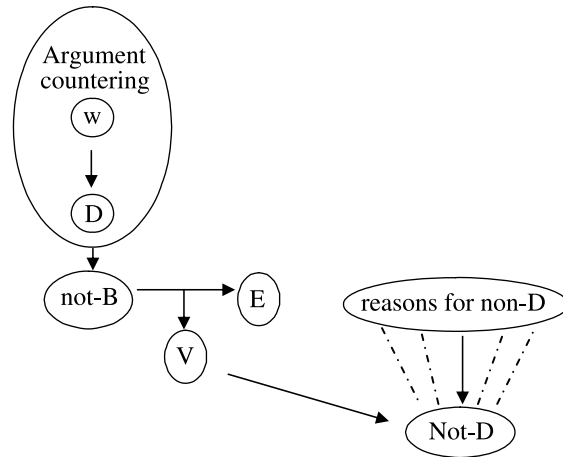 Argument
countering
w
D
not-B
E
reasons for non-D
V
Not-D